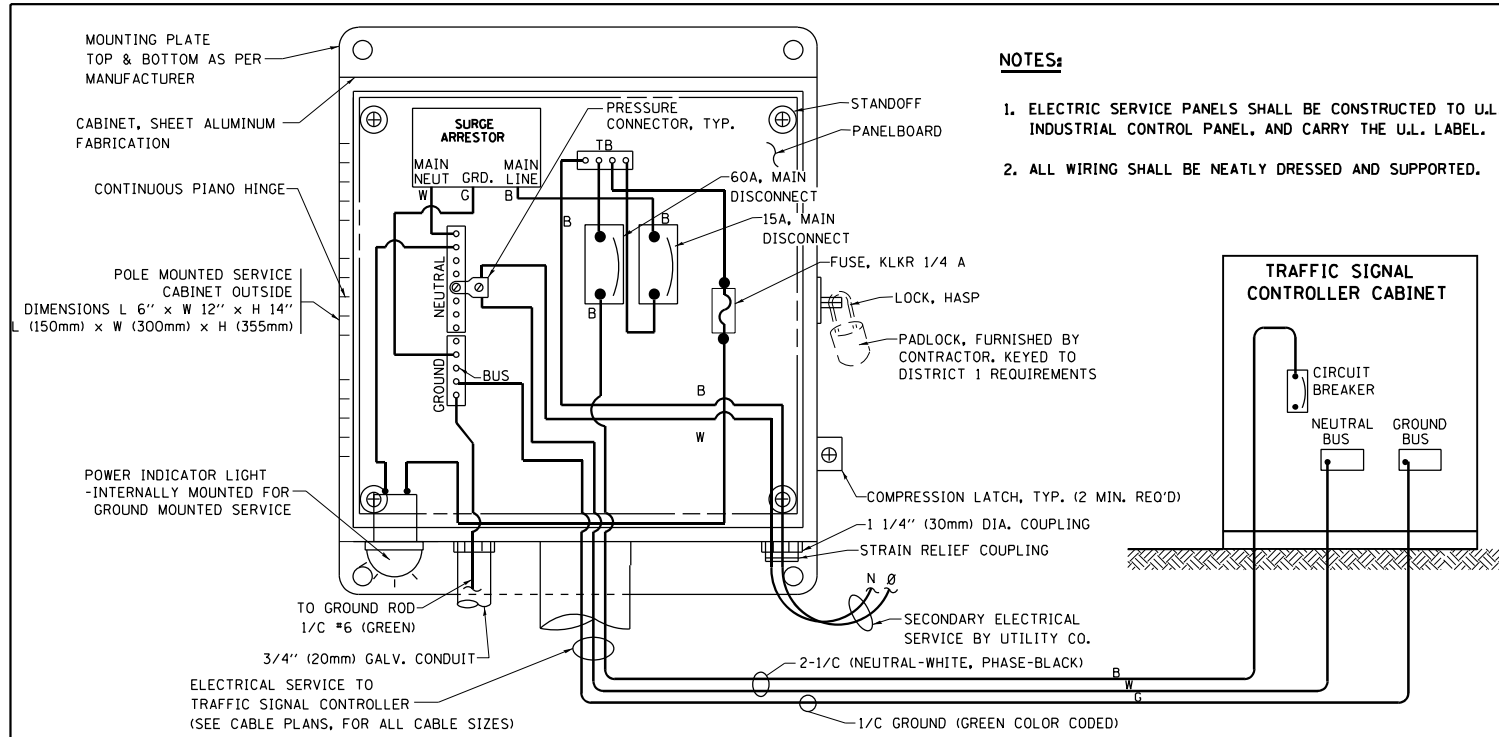 MOUNTING PLATE
TOP & BOTTOM AS PER
MANUFACTURER
CABINET, SHEET ALUMINUM
FABRICATION
CONTINUOUS PIANO HINGE
POLE MOUNTED SERVICE
CABINET OUTSIDE
DIMENSIONS L 6" × W 12" × H 14"
L (150mm) × W (300mm) × H (355mm)
POWER INDICATOR LIGHT
-INTERNALLY MOUNTED FOR
GROUND MOUNTED SERVICE
TO GROUND ROD
1/C #6 (GREEN)
3/4" (20mm) GALV. CONDUIT
ELECTRICAL SERVICE TO
TRAFFIC SIGNAL CONTROLLER
(SEE CABLE PLANS, FOR ALL CABLE SIZES)
SURGE
ARRESTOR
MAIN
NEUT
GRD.
MAIN
LINE
W
G
B
PRESSURE
CONNECTOR, TYP.
TB
STANDOFF
PANELBOARD
60A, MAIN
DISCONNECT
15A, MAIN
DISCONNECT
B
B
B
FUSE, KLKR 1/4 A
LOCK, HASP
PADLOCK, FURNISHED BY
CONTRACTOR. KEYED TO
DISTRICT 1 REQUIREMENTS
NEUTRAL
GROUND
BUS
B
W
COMPRESSION LATCH, TYP. (2 MIN. REQ'D)
1 1/4" (30mm) DIA. COUPLING
STRAIN RELIEF COUPLING
N Ø
SECONDARY ELECTRICAL
SERVICE BY UTILITY CO.
2-1/C (NEUTRAL-WHITE, PHASE-BLACK)
B
W
G
1/C GROUND (GREEN COLOR CODED)
NOTES:
1. ELECTRIC SERVICE PANELS SHALL BE CONSTRUCTED TO U.L
INDUSTRIAL CONTROL PANEL, AND CARRY THE U.L. LABEL.
2. ALL WIRING SHALL BE NEATLY DRESSED AND SUPPORTED.
TRAFFIC SIGNAL
CONTROLLER CABINET
CIRCUIT
BREAKER
NEUTRAL
BUS
GROUND
BUS